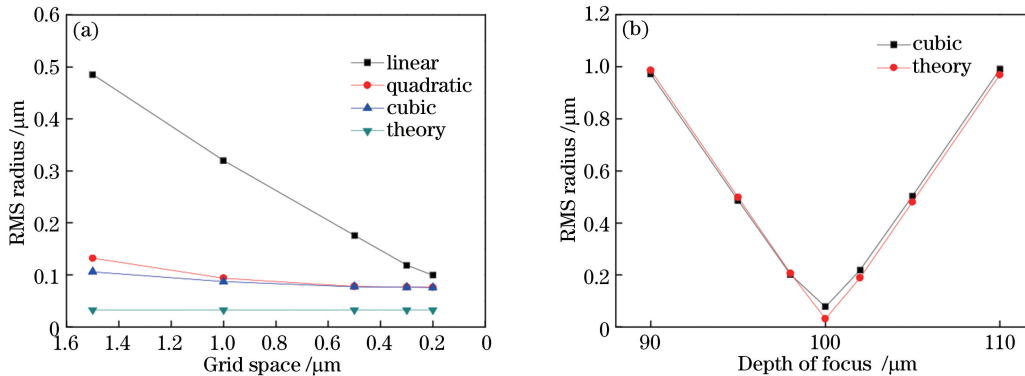 (a)
linear
quadratic
cubic
theory
RMS radius /μm
0.6
0.5
0.4
0.3
0.2
0.1
0
1.6 1.4 1.2 1.0 0.8 0.6 0.4 0.2 0
Grid space /μm
(b)
cubic
theory
RMS radius /μm
1.2
1.0
0.8
0.6
0.4
0.2
0
90 100 110
Depth of focus /μm